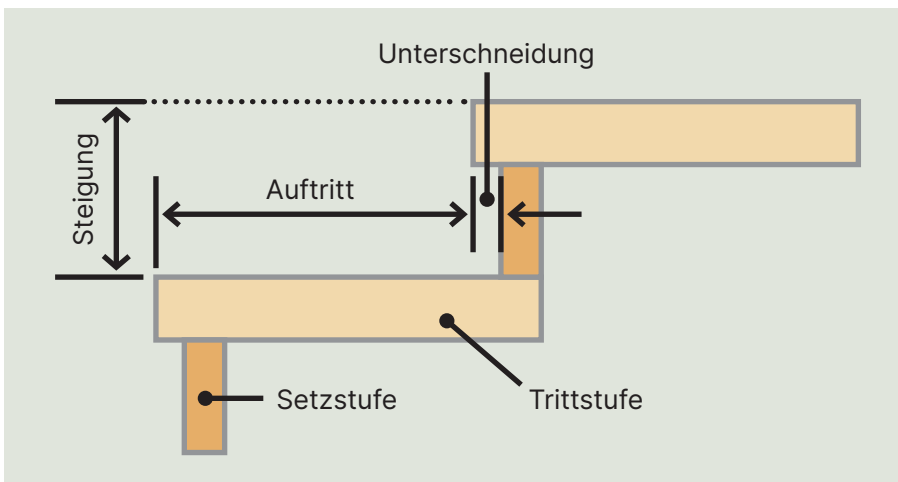 Unterschneidung
Steigung
Auftritt
Setzstufe
Trittstufe